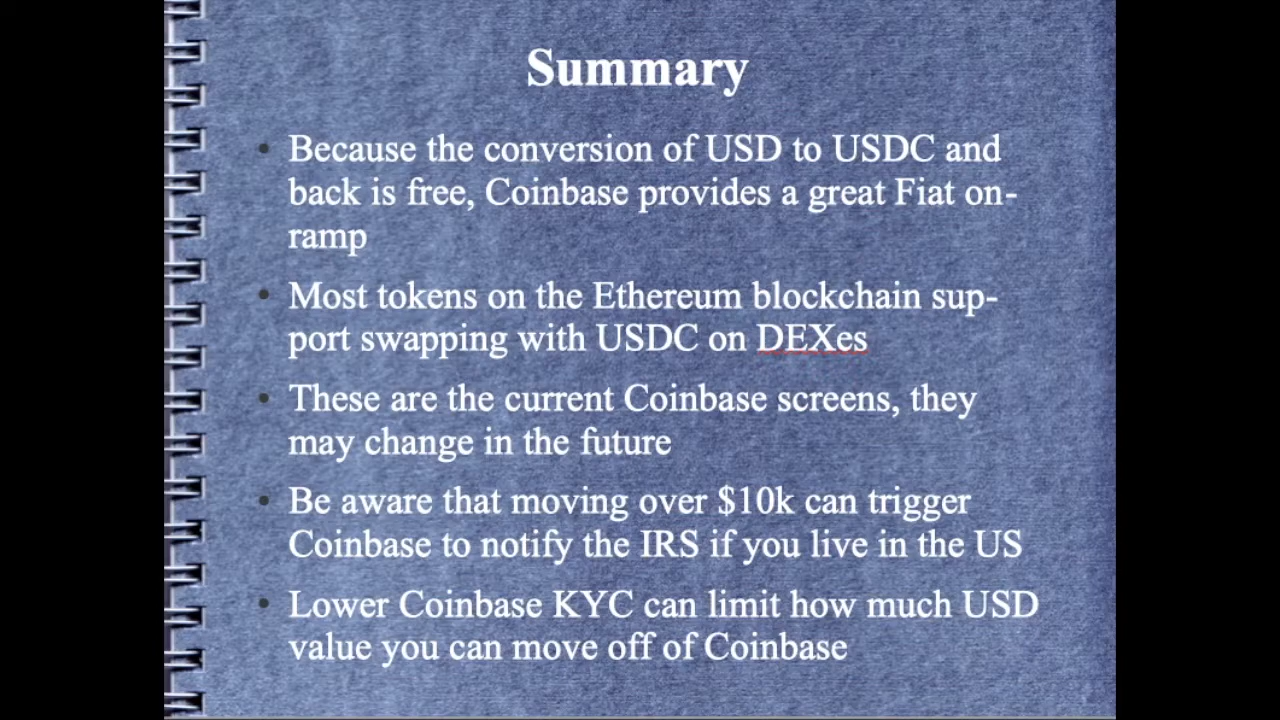 Summary
• Because the conversion of USD to USDC and
back is free, Coinbase provides a great Fiat on-
ramp
• Most tokens on the Ethereum blockchain sup-
port swapping with USDC on DEXes
• These are the current Coinbase screens, they
may change in the future
• Be aware that moving over $10k can trigger
Coinbase to notify the IRS if you live in the US
• Lower Coinbase KYC can limit how much USD
value you can move off of Coinbase